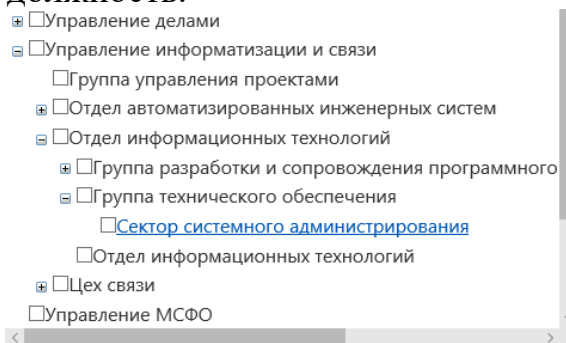 должность.
Управление делами
Управление информатизации и связи
Группа управления проектами
Отдел автоматизированных инженерных систем
Отдел информационных технологий
Группа разработки и сопровождения программного
Группа технического обеспечения
Сектор системного администрирования
Отдел информационных технологий
Цех связи
Управление МСФО